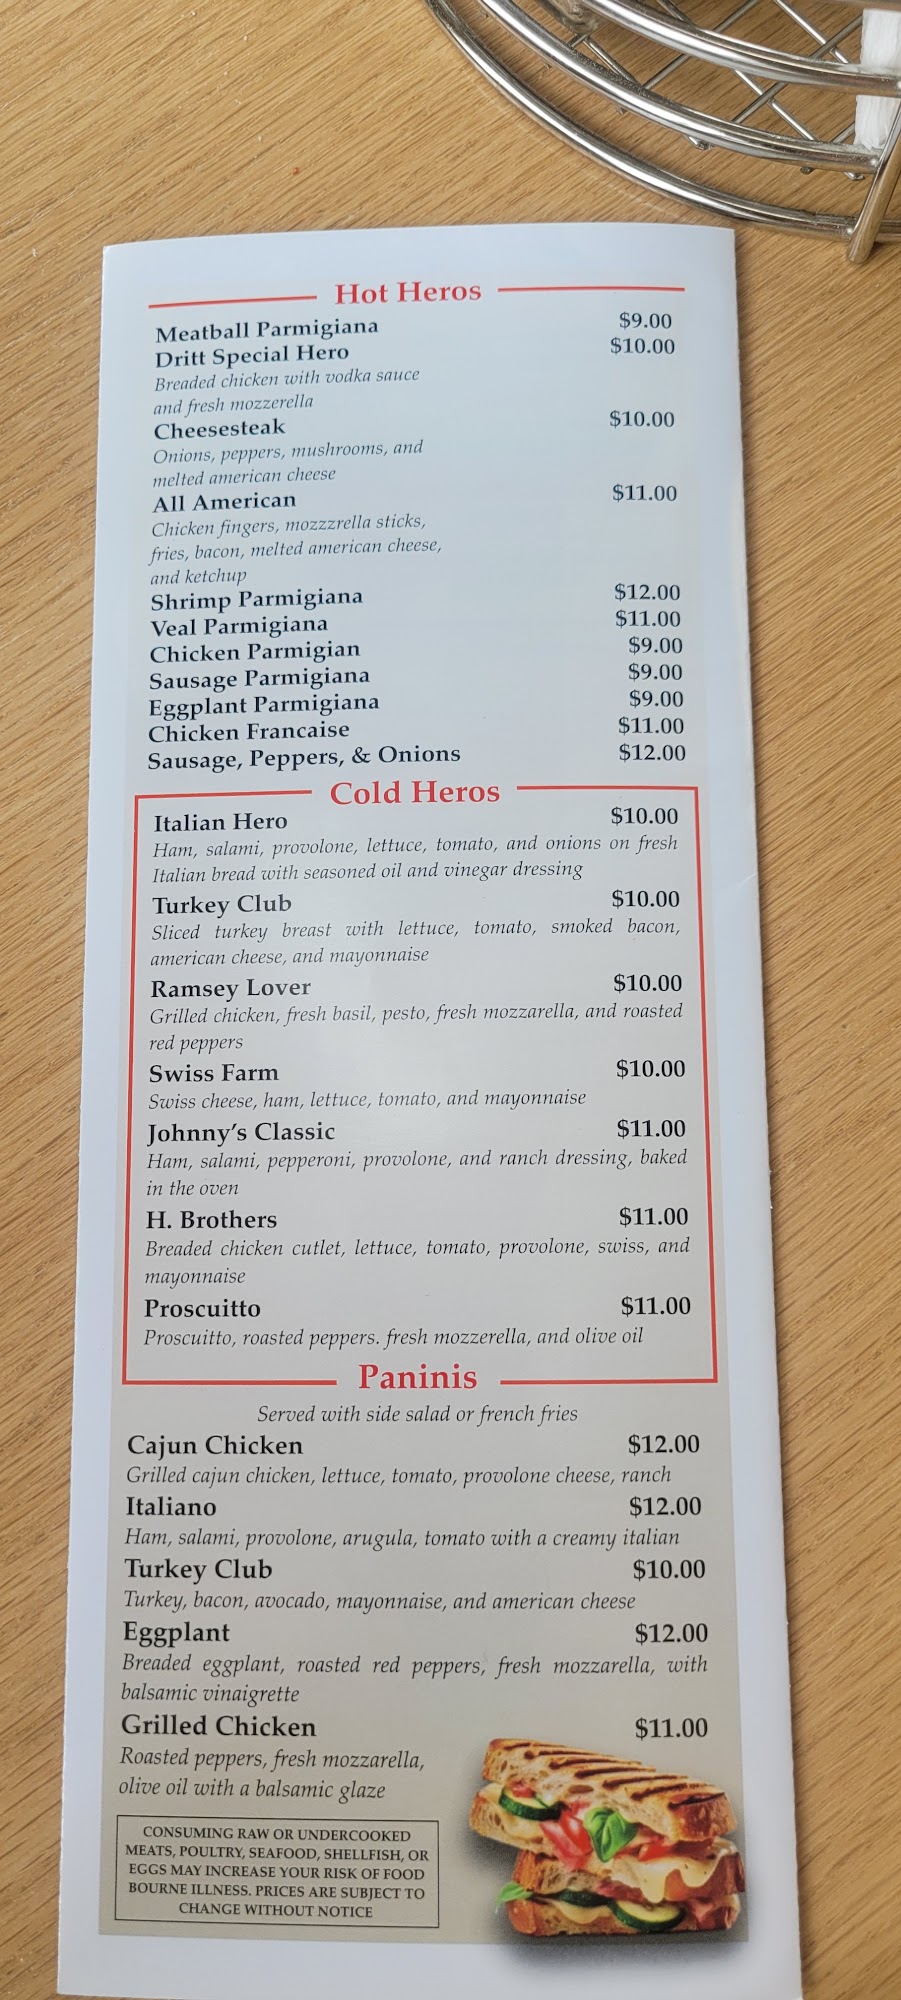 Hot Heros
Meatball Parmigiana $9.00
Dritt Special Hero $10.00
Breaded chicken with vodka sauce
and fresh mozzerella
Cheesesteak $10.00
Onions, peppers, mushrooms, and
melted american cheese
All American $11.00
Chicken fingers, mozzzrella sticks,
fries, bacon, melted american cheese,
and ketchup
Shrimp Parmigiana $12.00
Veal Parmigiana $11.00
Chicken Parmigian $9.00
Sausage Parmigiana $9.00
Eggplant Parmigiana $9.00
Chicken Francaise $11.00
Sausage, Peppers, & Onions $12.00
Cold Heros
Italian Hero $10.00
Ham, salami, provolone, lettuce, tomato, and onions on fresh
Italian bread with seasoned oil and vinegar dressing
Turkey Club $10.00
Sliced turkey breast with lettuce, tomato, smoked bacon,
american cheese, and mayonnaise
Ramsey Lover $10.00
Grilled chicken, fresh basil, pesto, fresh mozzarella, and roasted
red peppers
Swiss Farm $10.00
Swiss cheese, ham, lettuce, tomato, and mayonnaise
Johnny's Classic $11.00
Ham, salami, pepperoni, provolone, and ranch dressing, baked
in the oven
H. Brothers $11.00
Breaded chicken cutlet, lettuce, tomato, provolone, swiss, and
mayonnaise
Proscuitto $11.00
Proscuitto, roasted peppers. fresh mozzerella, and olive oil
Paninis
Served with side salad or french fries
Cajun Chicken $12.00
Grilled cajun chicken, lettuce, tomato, provolone cheese, ranch
Italiano $12.00
Ham, salami, provolone, arugula, tomato with a creamy italian
Turkey Club $10.00
Turkey, bacon, avocado, mayonnaise, and american cheese
Eggplant $12.00
Breaded eggplant, roasted red peppers, fresh mozzarella, with
balsamic vinaigrette
Grilled Chicken $11.00
Roasted peppers, fresh mozzarella,
olive oil with a balsamic glaze
CONSUMING RAW OR UNDERCOOKED
MEATS, POULTRY, SEAFOOD, SHELLFISH, OR
EGGS MAY INCREASE YOUR RISK OF FOOD
BOURNE ILLNESS. PRICES ARE SUBJECT TO
CHANGE WITHOUT NOTICE